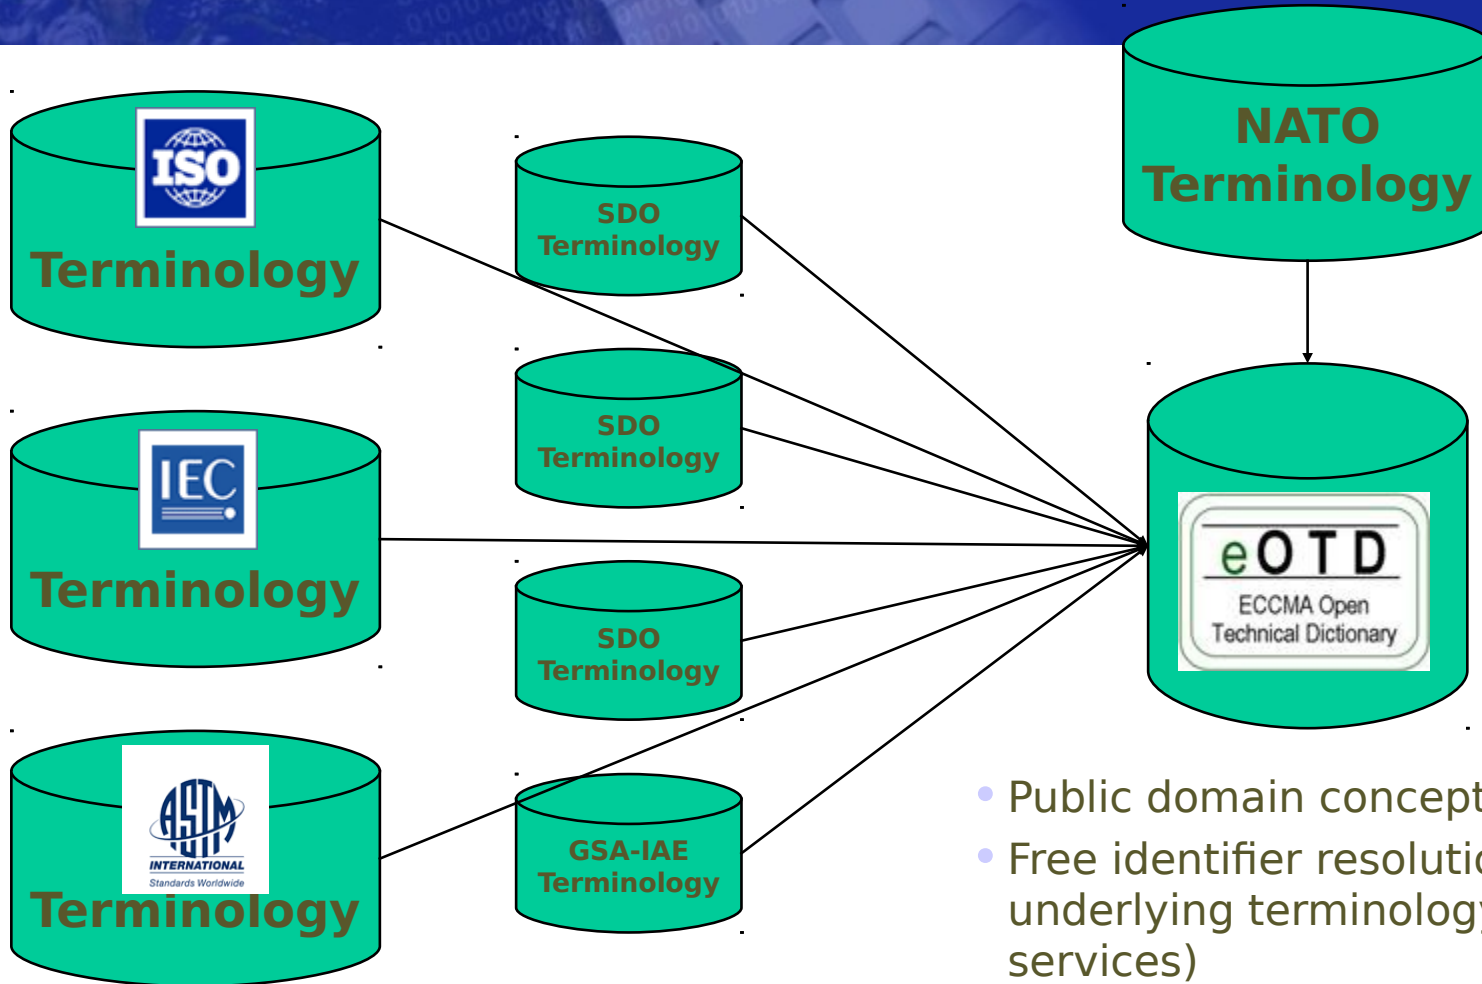 ISO
Terminology
IEC
Terminology
ASTM
INTERNATIONAL
Standards Worldwide
Terminology
SDO
Terminology
SDO
Terminology
SDO
Terminology
GSA-IAE
Terminology
NATO
Terminology
eOTD
ECCMA Open
Technical Dictionary
• Public domain concept
• Free identifier resolutio
underlying terminology
services)